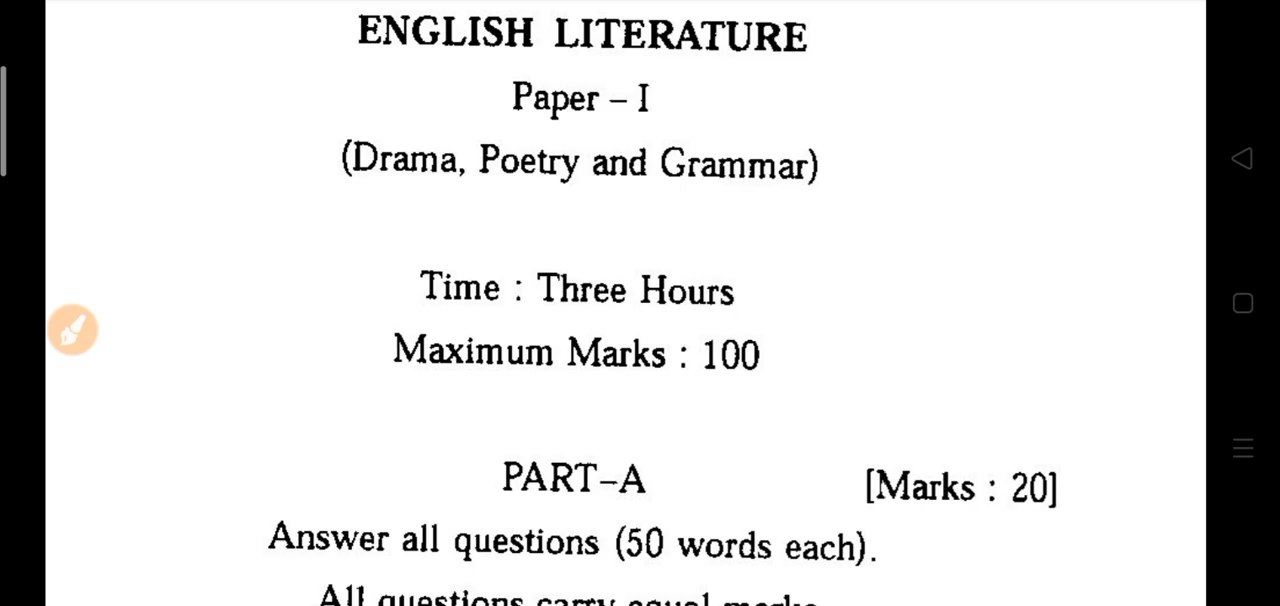 ENGLISH LITERATURE
Paper – I
(Drama, Poetry and Grammar)
Time : Three Hours
Maximum Marks : 100
PART–A [Marks : 20]
Answer all questions (50 words each).
All questions carry equal marks